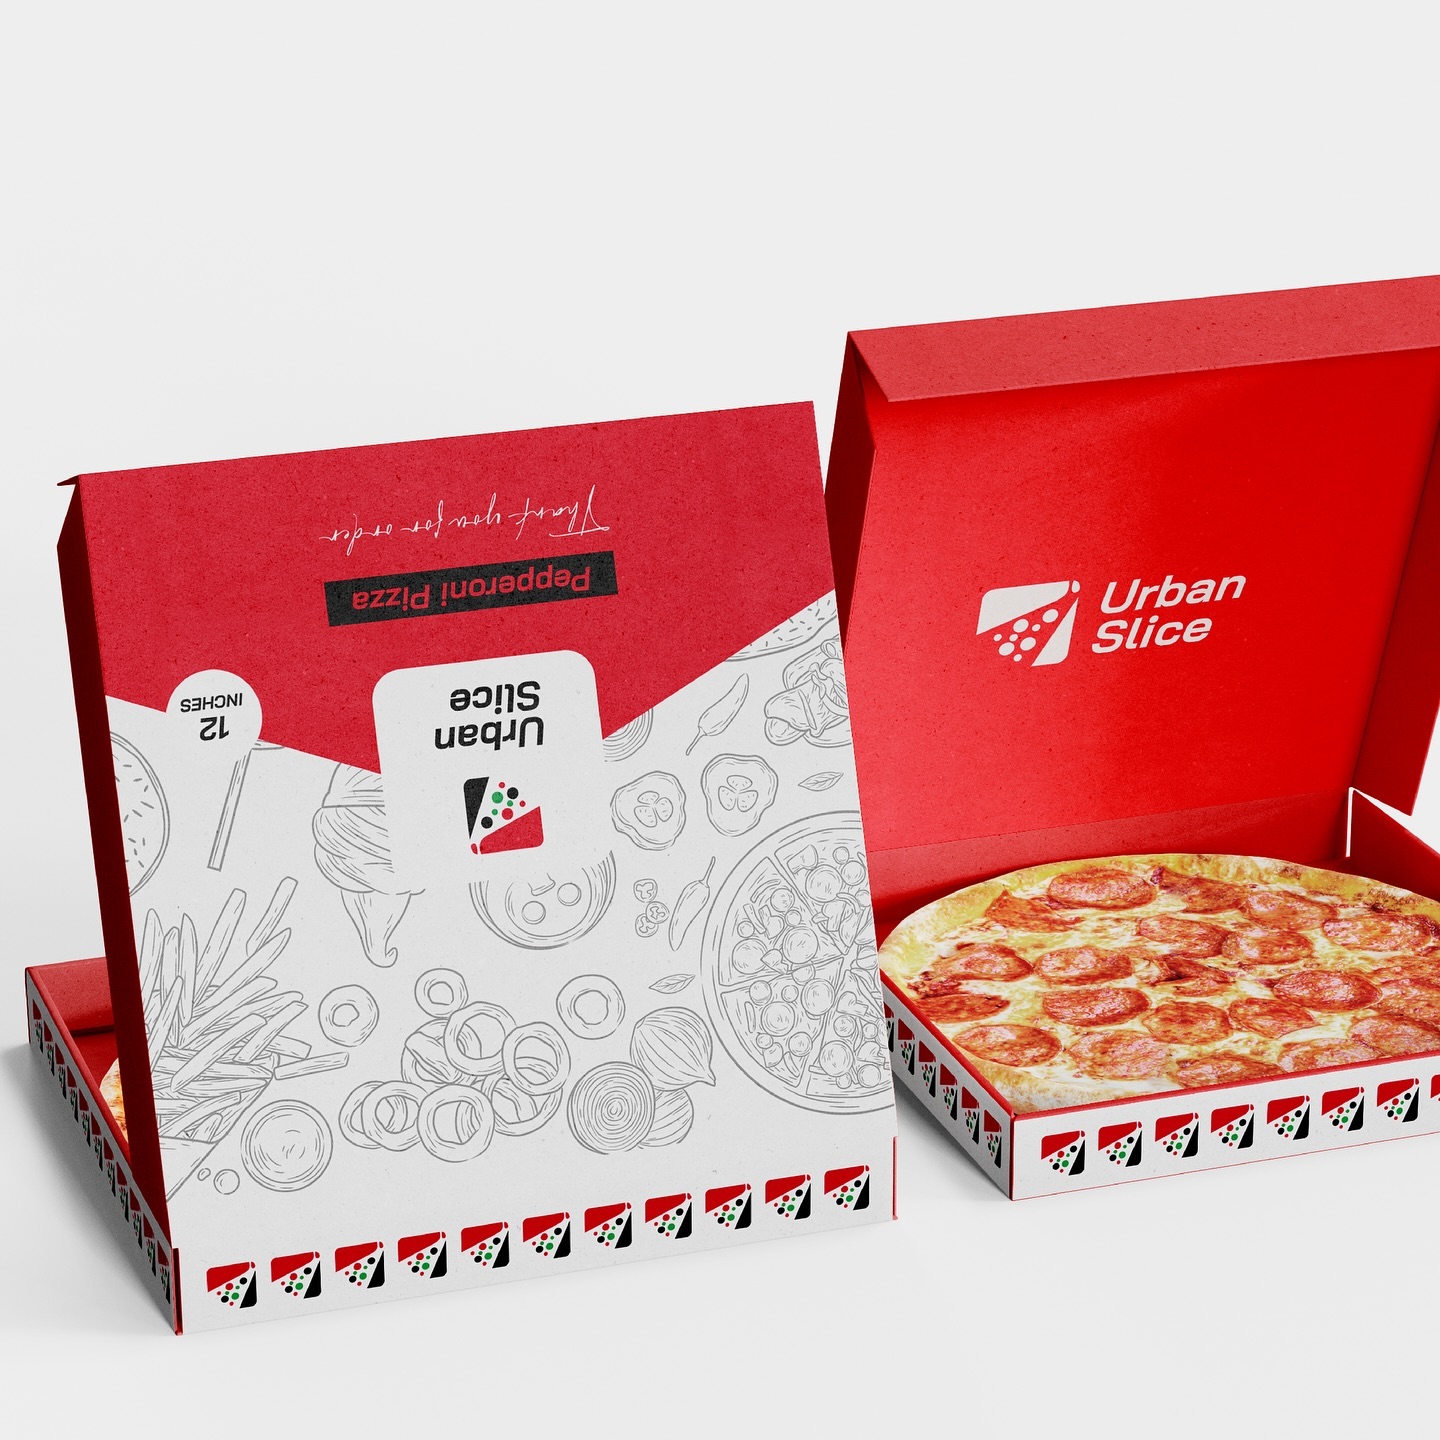 Thank you for order
Pepperoni Pizza
12
INCHES
Urban
Slice
Urban
Slice